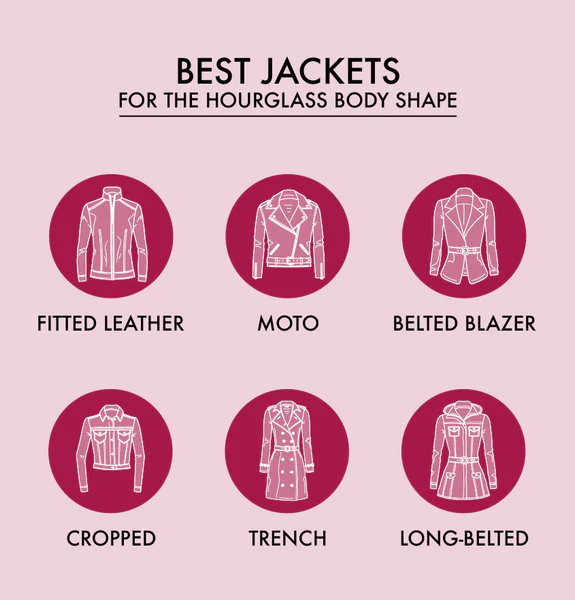 BEST JACKETS
FOR THE HOURGLASS BODY SHAPE
FITTED LEATHER
MOTO
BELTED BLAZER
CROPPED
TRENCH
LONG-BELTED